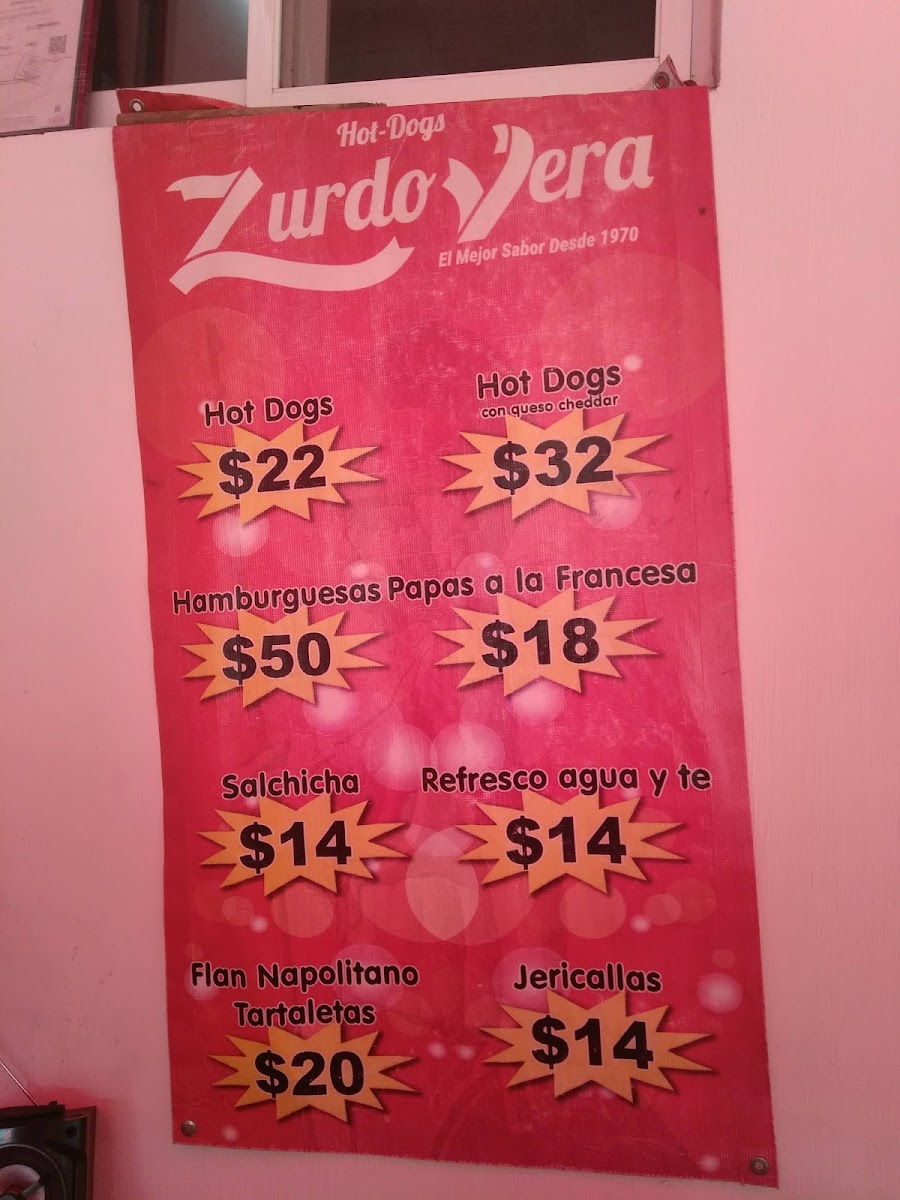 Hot-Dogs
Zurdo Vera
El Mejor Sabor Desde 1970
Hot Dogs
$22
Hot Dogs
con queso cheddar
$32
Hamburguesas
$50
Papas a la Francesa
$18
Salchicha
$14
Refresco agua y te
$14
Flan Napolitano
Tartaletas
$20
Jericallas
$14